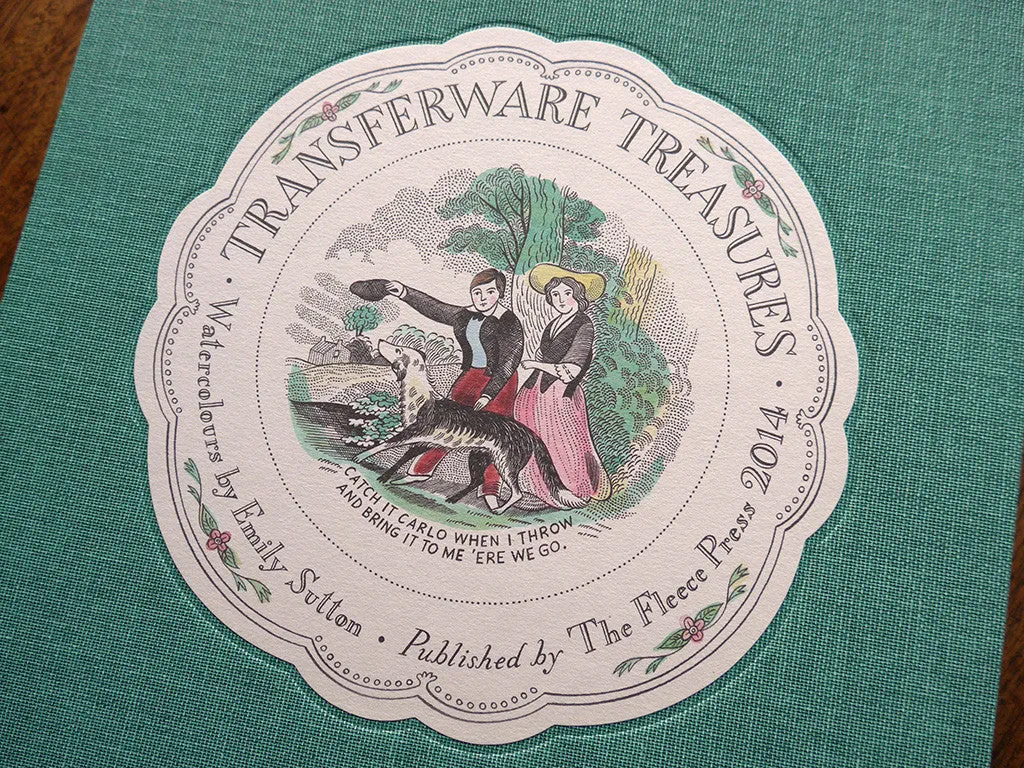 TRANSFERWARE TREASURES
· Watercolours by Emily Sutton · Published by The Fleece Press 2014 ·
CATCH IT CARLO WHEN I THROW
AND BRING IT TO ME 'ERE WE GO.